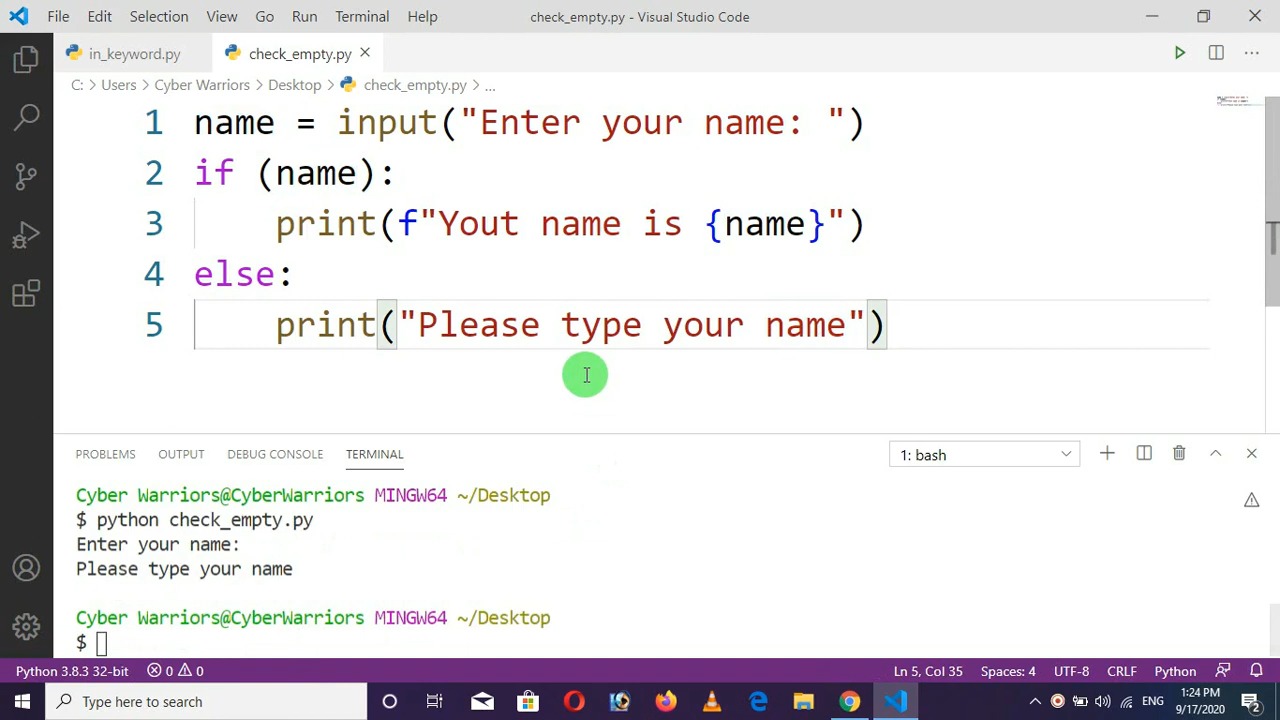 File Edit Selection View Go Run Terminal Help check_empty.py - Visual Studio Code
in_keyword.py check_empty.py
C: > Users > Cyber Warriors > Desktop > check_empty.py > ...
1 name = input("Enter your name: ")
2 if (name):
3 print(f"Yout name is {name}")
4 else:
5 print("Please type your name")
PROBLEMS OUTPUT DEBUG CONSOLE TERMINAL 1: bash
Cyber Warriors@CyberWarriors MINGW64 ~/Desktop
$ python check_empty.py
Enter your name:
Please type your name
Cyber Warriors@CyberWarriors MINGW64 ~/Desktop
$
Python 3.8.3 32-bit 0 0 Ln 5, Col 35 Spaces: 4 UTF-8 CRLF Python
Type here to search ENG 1:24 PM
9/17/2020 2